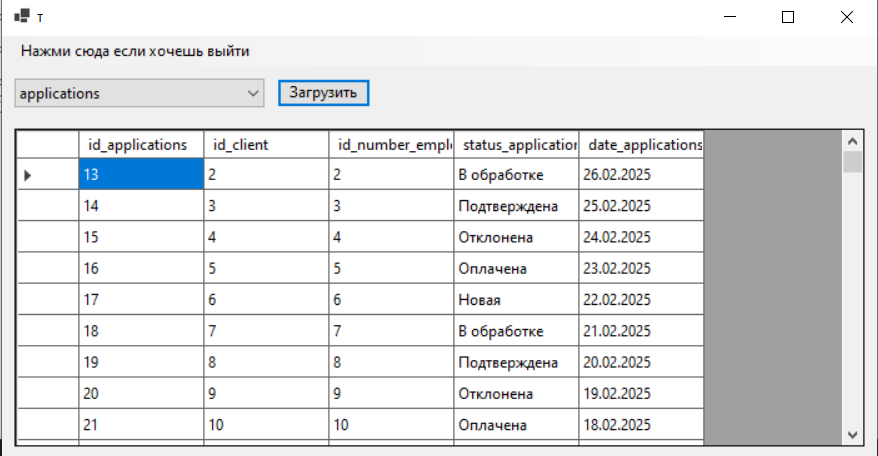 т
Нажми сюда если хочешь выйти
applications Загрузить
id_applications id_client id_number_empl status_application date_applications
13 2 2 В обработке 26.02.2025
14 3 3 Подтверждена 25.02.2025
15 4 4 Отклонена 24.02.2025
16 5 5 Оплачена 23.02.2025
17 6 6 Новая 22.02.2025
18 7 7 В обработке 21.02.2025
19 8 8 Подтверждена 20.02.2025
20 9 9 Отклонена 19.02.2025
21 10 10 Оплачена 18.02.2025